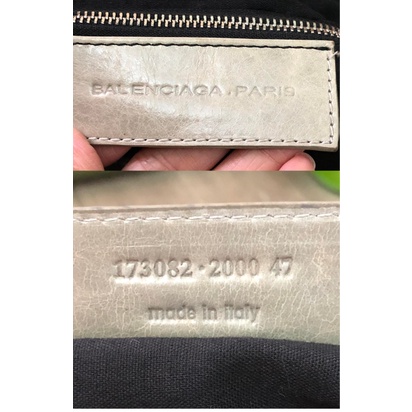 BALENCIAGA.PARIS
173082·2000 47
made in italy